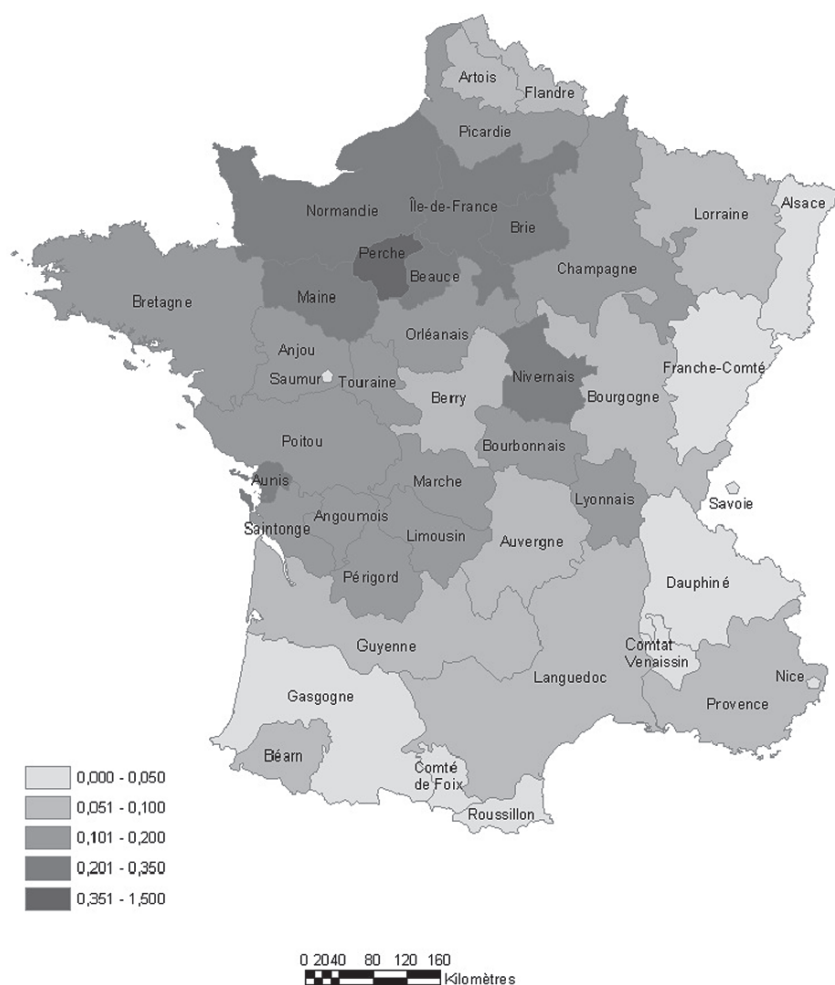 Artois
Flandre
Picardie
Alsace
Normandie
Île-de-France
Lorraine
Brie
Perche
Beauce
Champagne
Maine
Bretagne
Orléanais
Anjou
Saumur
Touraine
Nivernais
Franche-Comté
Berry
Bourgogne
Poitou
Bourbonnais
Aunis
Marche
Lyonnais
Savoie
Angoumois
Saintonge
Limousin
Auvergne
Périgord
Dauphiné
Guyenne
Comtat
Venaissin
Languedoc
Nice
Provence
Gasgogne
Béarn
Comté
de Foix
Roussillon
0,000 - 0,050
0,051 - 0,100
0,101 - 0,200
0,201 - 0,350
0,351 - 1,500
0 20 40 80 120 160
Kilomètres